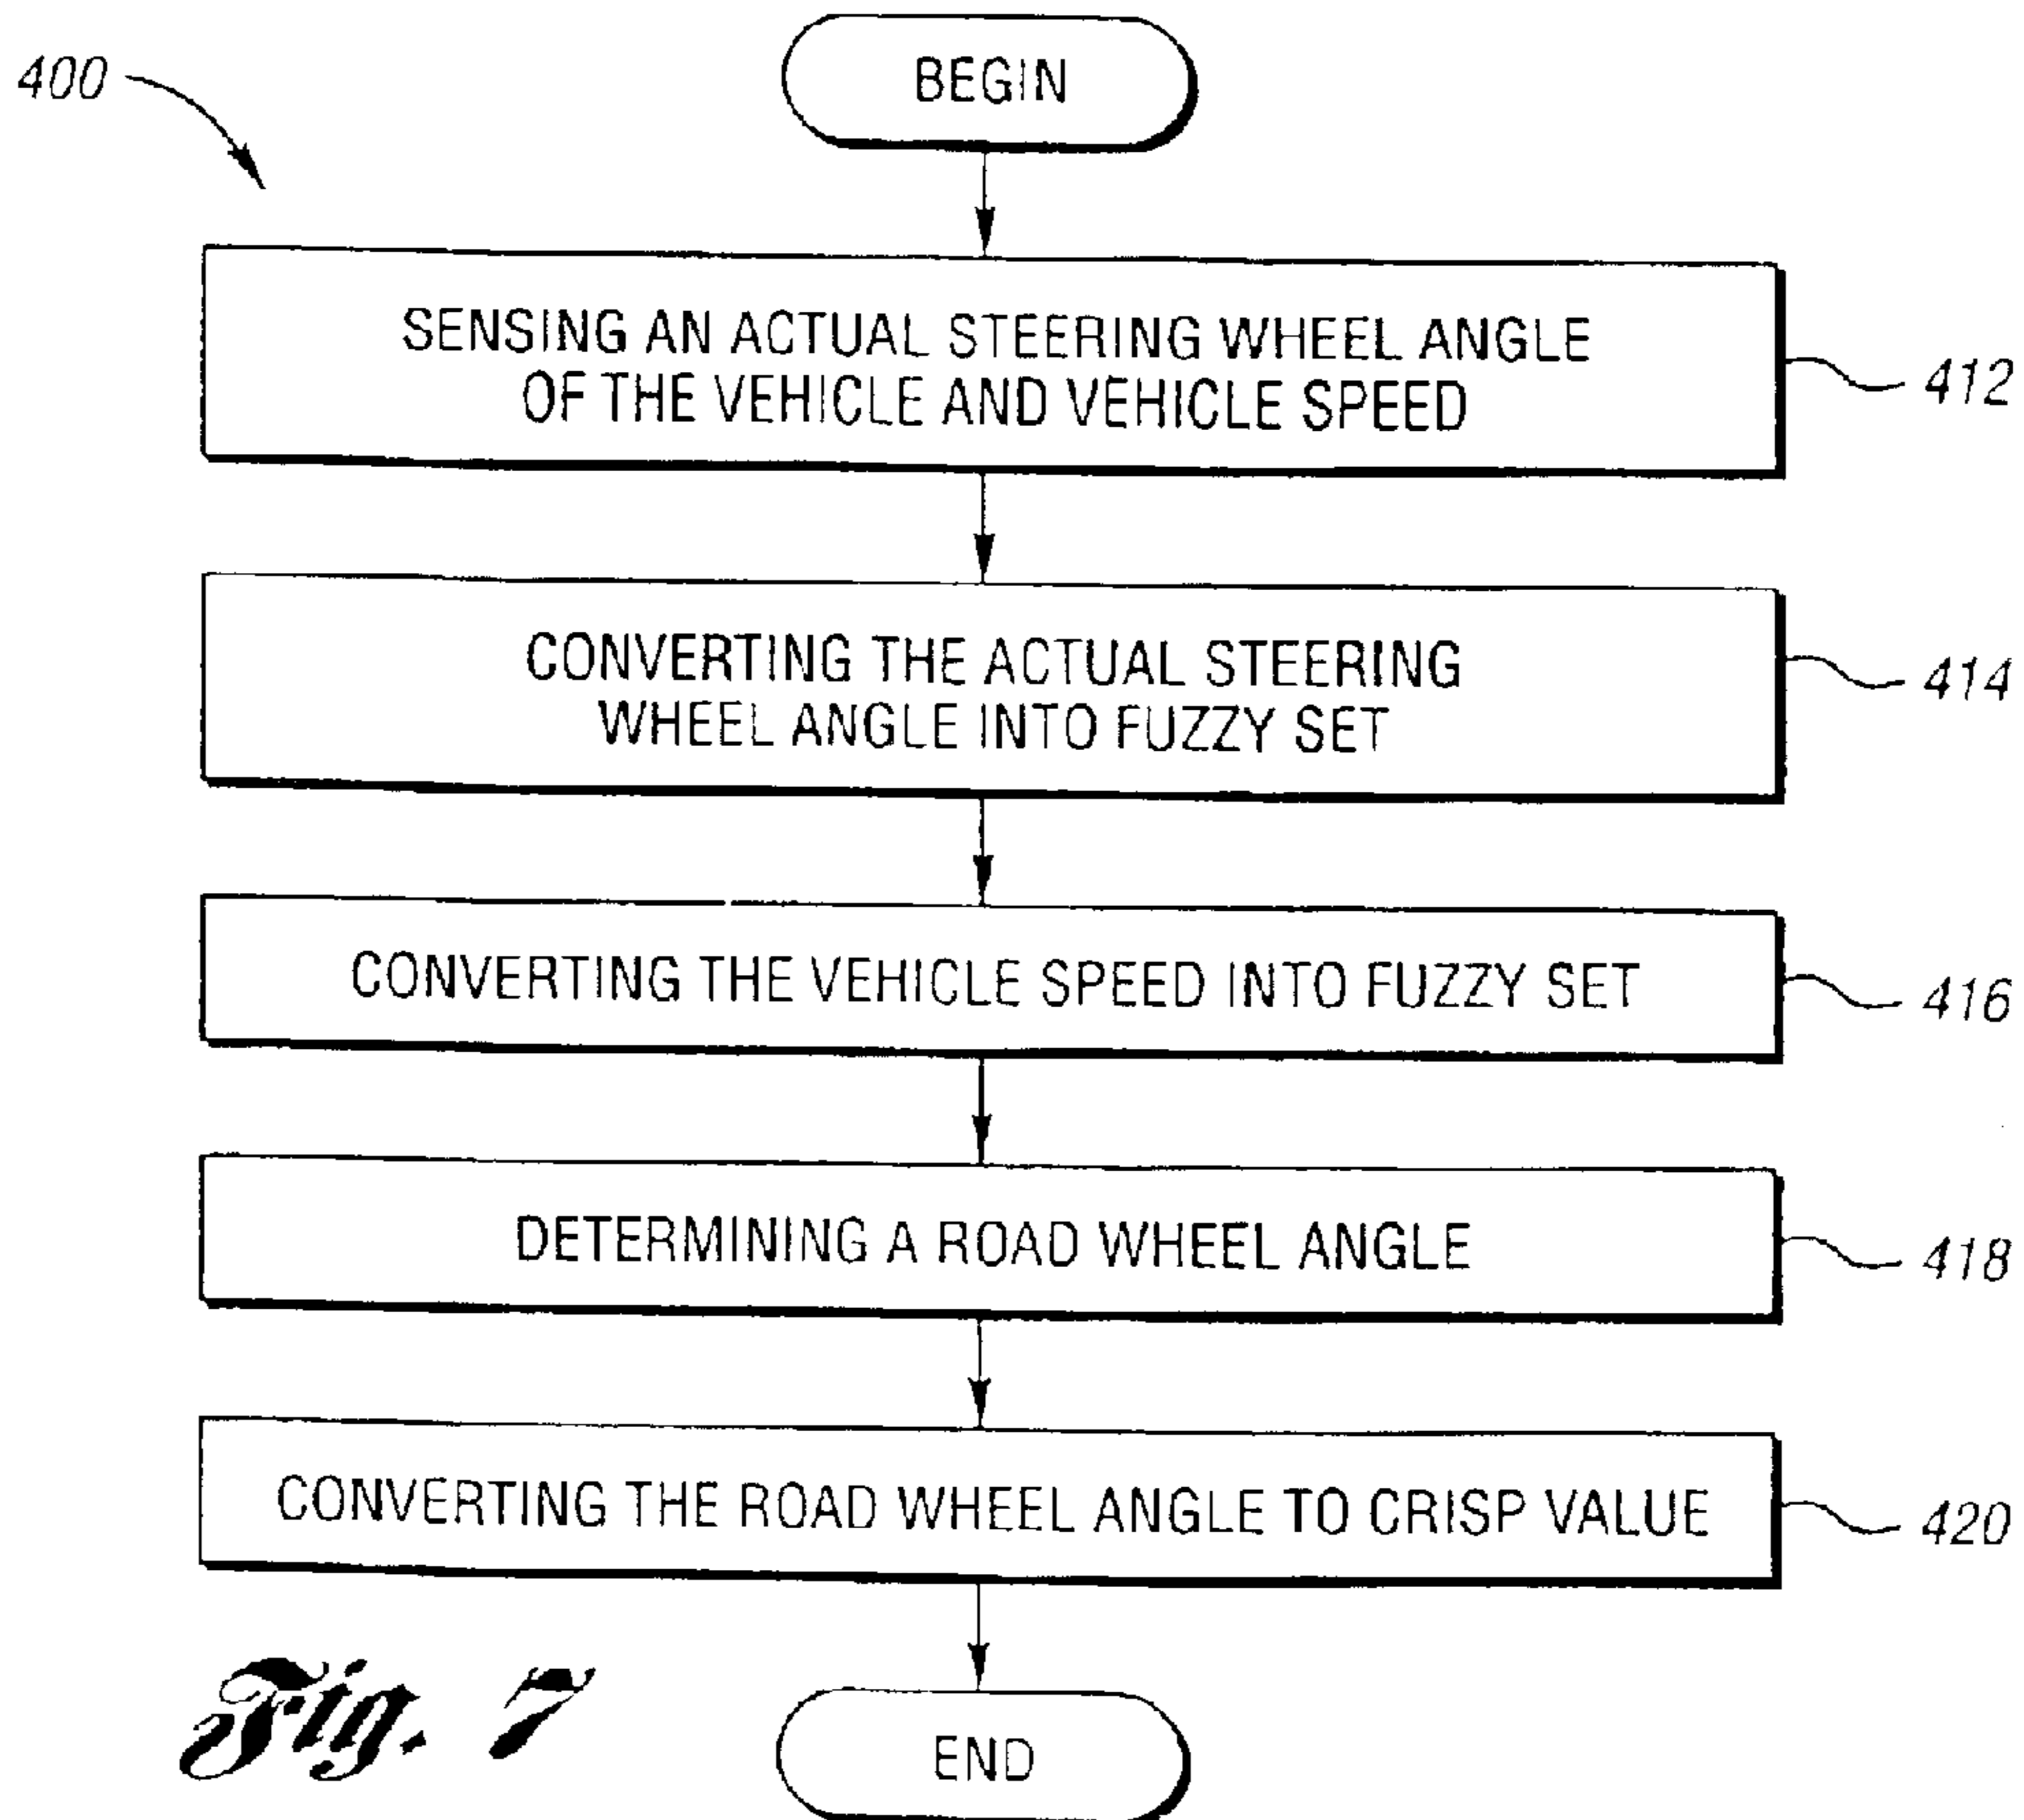 400
BEGIN
SENSING AN ACTUAL STEERING WHEEL ANGLE
OF THE VEHICLE AND VEHICLE SPEED
412
CONVERTING THE ACTUAL STEERING
WHEEL ANGLE INTO FUZZY SET
414
CONVERTING THE VEHICLE SPEED INTO FUZZY SET
416
DETERMINING A ROAD WHEEL ANGLE
418
CONVERTING THE ROAD WHEEL ANGLE TO CRISP VALUE
420
END
Fig. 7